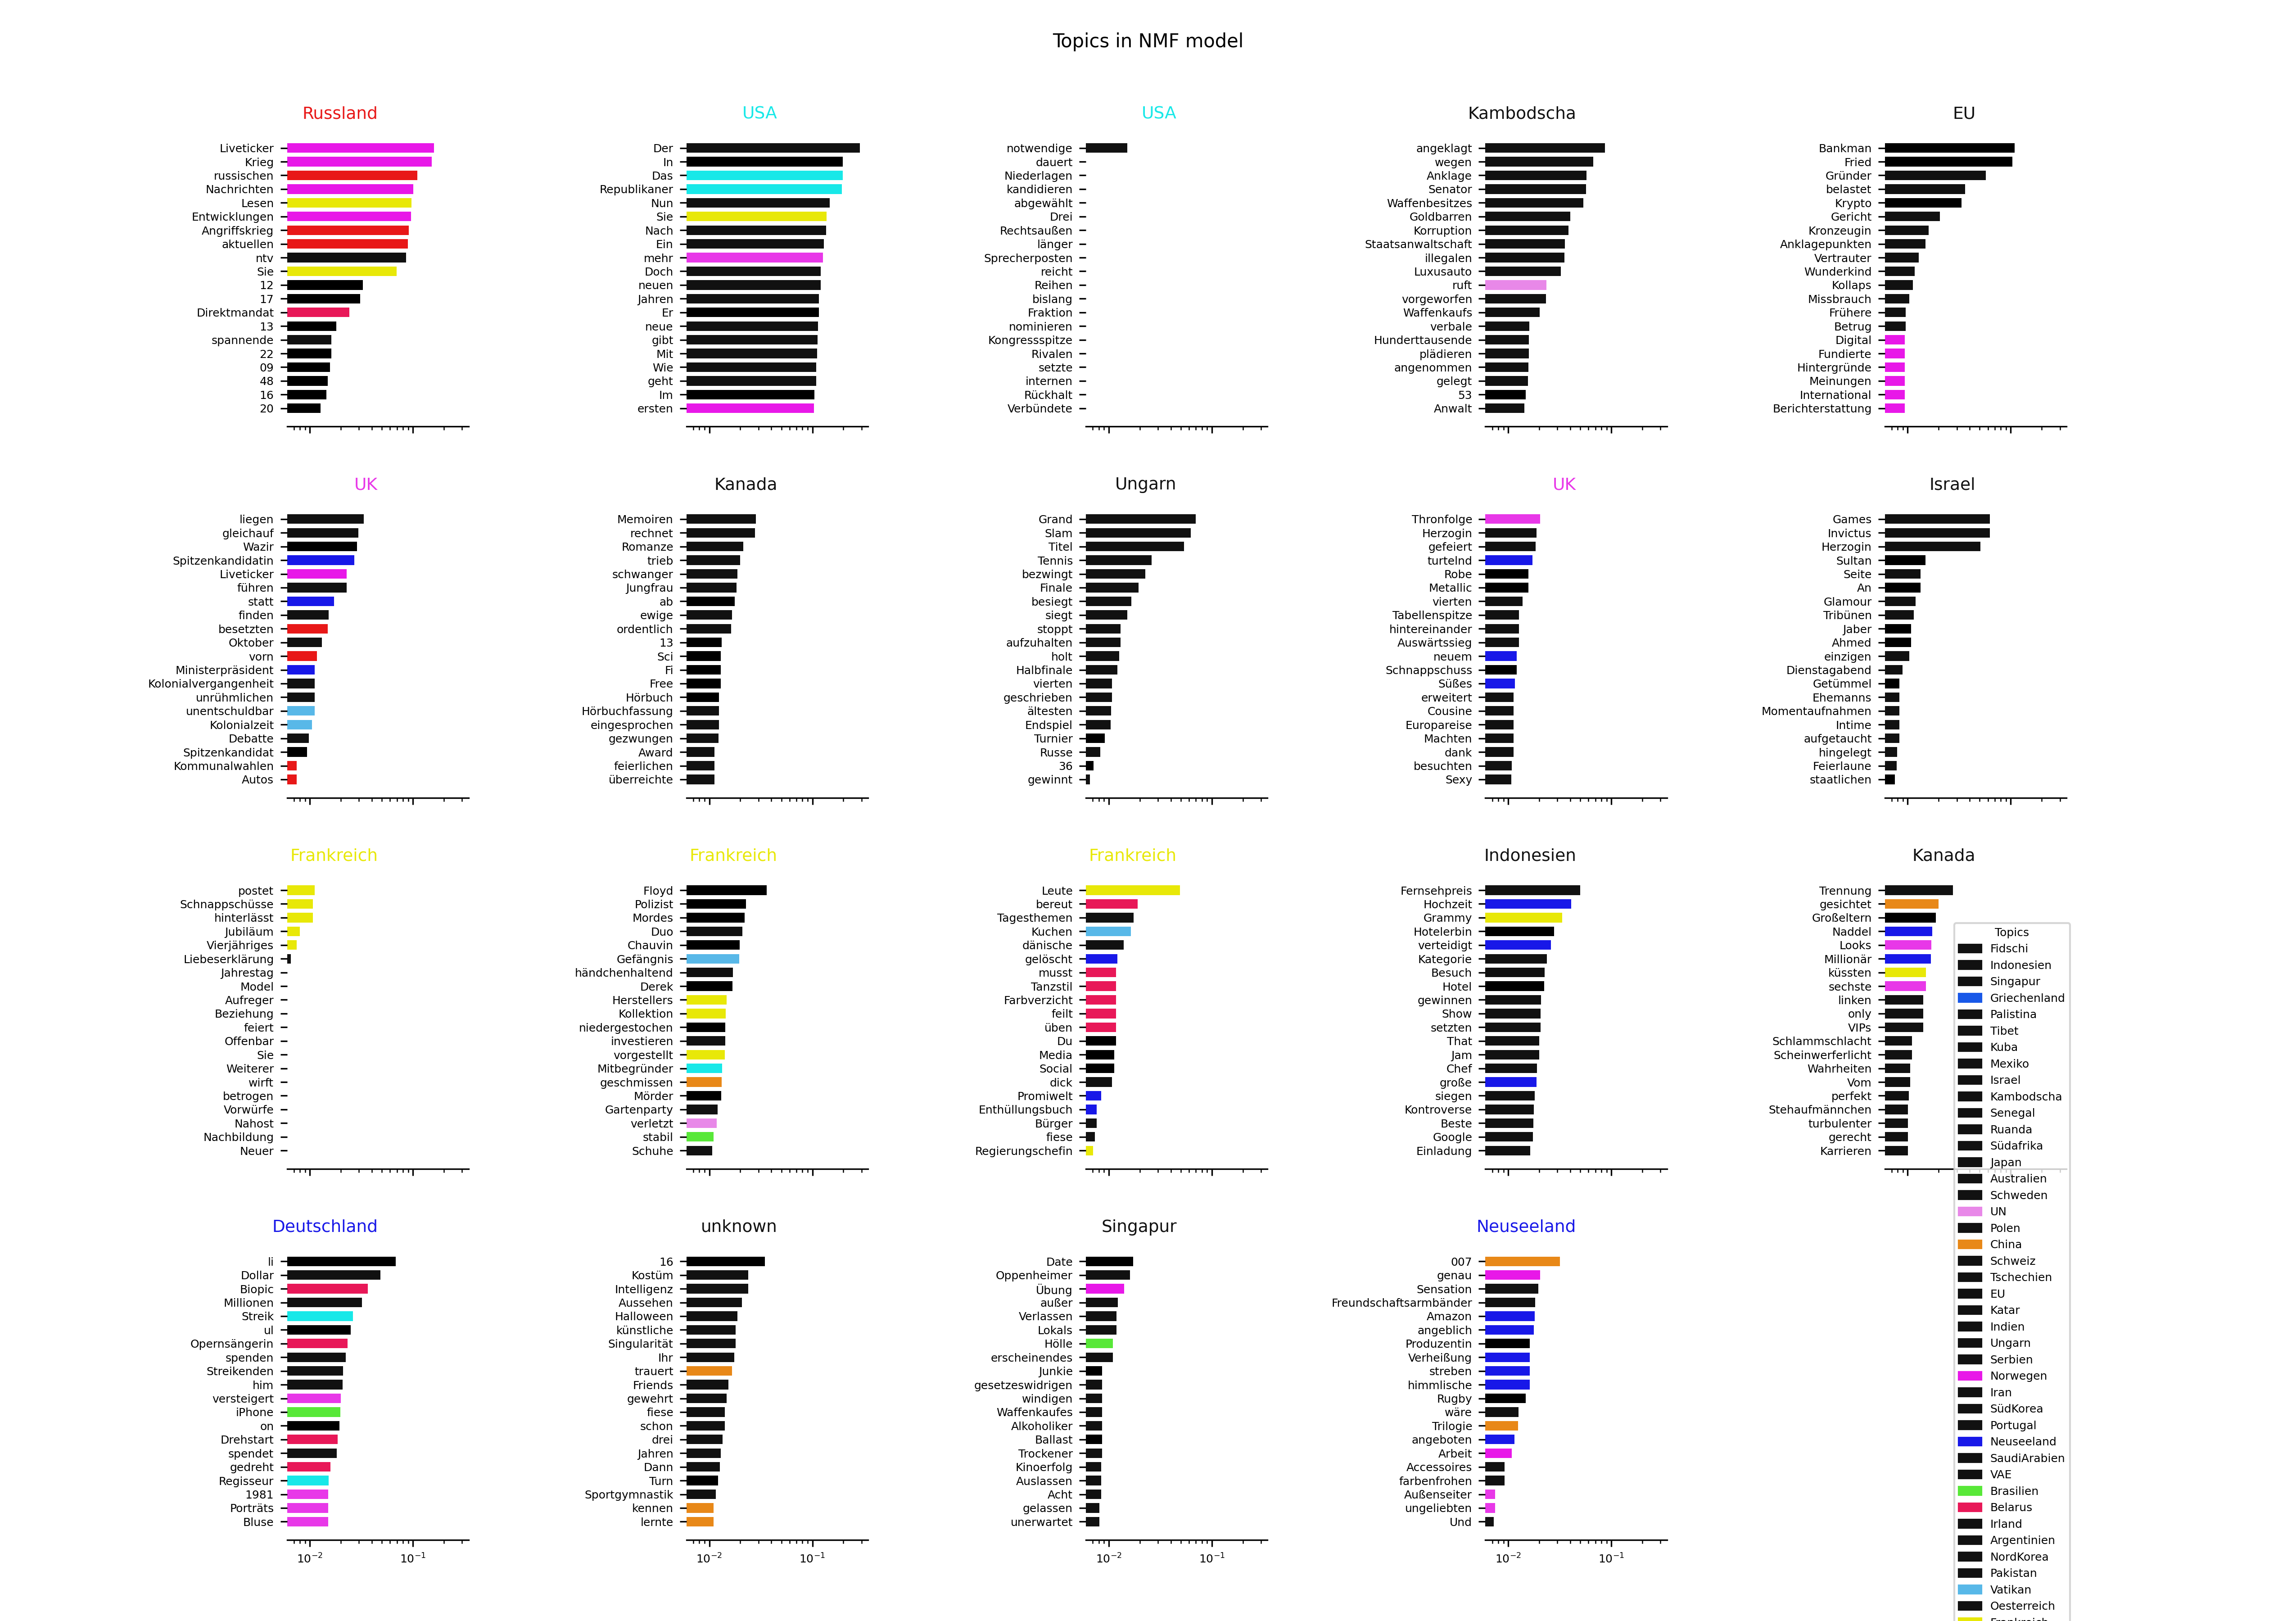 Topics in NMF model
Russland
Liveticker
Krieg
russischen
Nachrichten
Lesen
Entwicklungen
Angriffskrieg
aktuellen
ntv
Sie
12
17
Direktmandat
13
spannende
22
09
48
16
20
USA
Der
In
Das
Republikaner
Nun
Sie
Nach
Ein
mehr
Doch
neuen
Jahren
Er
neue
gibt
Mit
Wie
geht
Im
ersten
USA
notwendige
dauert
Niederlagen
kandidieren
abgewählt
Drei
Rechtsaußen
länger
Sprecherposten
reicht
Reihen
bislang
Fraktion
nominieren
Kongressspitze
Rivalen
setzte
internen
Rückhalt
Verbündete
Kambodscha
angeklagt
wegen
Anklage
Senator
Waffenbesitzes
Goldbarren
Korruption
Staatsanwaltschaft
illegalen
Luxusauto
ruft
vorgeworfen
Waffenkaufs
verbale
Hunderttausende
plädieren
angenommen
gelegt
53
Anwalt
EU
Bankman
Fried
Gründer
belastet
Krypto
Gericht
Kronzeugin
Anklagepunkten
Vertrauter
Wunderkind
Kollaps
Missbrauch
Frühere
Betrug
Digital
Fundierte
Hintergründe
Meinungen
International
Berichterstattung
UK
liegen
gleichauf
Wazir
Spitzenkandidatin
Liveticker
führen
statt
finden
besetzten
Oktober
vorn
Ministerpräsident
Kolonialvergangenheit
unrühmlichen
unentschuldbar
Kolonialzeit
Debatte
Spitzenkandidat
Kommunalwahlen
Autos
Kanada
Memoiren
rechnet
Romanze
trieb
schwanger
Jungfrau
ab
ewige
ordentlich
13
Sci
Fi
Free
Hörbuch
Hörbuchfassung
eingesprochen
gezwungen
Award
feierlichen
überreichte
Ungarn
Grand
Slam
Titel
Tennis
bezwingt
Finale
besiegt
siegt
stoppt
aufzuhalten
holt
Halbfinale
vierten
geschrieben
ältesten
Endspiel
Turnier
Russe
36
gewinnt
UK
Thronfolge
Herzogin
gefeiert
turtelnd
Robe
Metallic
vierten
Tabellenspitze
hintereinander
Auswärtssieg
neuem
Schnappschuss
Süßes
erweitert
Cousine
Europareise
Machten
dank
besuchten
Sexy
Israel
Games
Invictus
Herzogin
Sultan
Seite
An
Glamour
Tribünen
Jaber
Ahmed
einzigen
Dienstagabend
Getümmel
Ehemanns
Momentaufnahmen
Intime
aufgetaucht
hingelegt
Feierlaune
staatlichen
Frankreich
postet
Schnappschüsse
hinterlässt
Jubiläum
Vierjähriges
Liebeserklärung
Jahrestag
Model
Aufreger
Beziehung
feiert
Offenbar
Sie
Weiterer
wirft
betrogen
Vorwürfe
Nahost
Nachbildung
Neuer
Frankreich
Floyd
Polizist
Mordes
Duo
Chauvin
Gefängnis
händchenhaltend
Derek
Herstellers
Kollektion
niedergestochen
investieren
vorgestellt
Mitbegründer
geschmissen
Mörder
Gartenparty
verletzt
stabil
Schuhe
Frankreich
Leute
bereut
Tagesthemen
Kuchen
dänische
gelöscht
musst
Tanzstil
Farbverzicht
feilt
üben
Du
Media
Social
dick
Promiwelt
Enthüllungsbuch
Bürger
fiese
Regierungschefin
Indonesien
Fernsehpreis
Hochzeit
Grammy
Hotelerbin
verteidigt
Kategorie
Besuch
Hotel
gewinnen
Show
setzten
That
Jam
Chef
große
siegen
Kontroverse
Beste
Google
Einladung
Kanada
Trennung
gesichtet
Großeltern
Naddel
Looks
Millionär
küssten
sechste
linken
only
VIPs
Schlammschlacht
Scheinwerferlicht
Wahrheiten
Vom
perfekt
Stehaufmännchen
turbulenter
gerecht
Karrieren
Deutschland
li
Dollar
Biopic
Millionen
Streik
ul
Opernsängerin
spenden
Streikenden
him
versteigert
iPhone
on
Drehstart
spendet
gedreht
Regisseur
1981
Porträts
Bluse
10⁻² 10⁻¹
unknown
16
Kostüm
Intelligenz
Aussehen
Halloween
künstliche
Singularität
Ihr
trauert
Friends
gewehrt
fiese
schon
drei
Jahren
Dann
Turn
Sportgymnastik
kennen
lernte
10⁻² 10⁻¹
Singapur
Date
Oppenheimer
Übung
außer
Verlassen
Lokals
Hölle
erscheinendes
Junkie
gesetzeswidrigen
windigen
Waffenkaufes
Alkoholiker
Ballast
Trockener
Kinoerfolg
Auslassen
Acht
gelassen
unerwartet
10⁻² 10⁻¹
Neuseeland
007
genau
Sensation
Freundschaftsarmbänder
Amazon
angeblich
Produzentin
Verheißung
streben
himmlische
Rugby
wäre
Trilogie
angeboten
Arbeit
Accessoires
farbenfrohen
Außenseiter
ungeliebten
Und
10⁻² 10⁻¹
Topics
Fidschi
Indonesien
Singapur
Griechenland
Palistina
Tibet
Kuba
Mexiko
Israel
Kambodscha
Senegal
Ruanda
Südafrika
Japan
Australien
Schweden
UN
Polen
China
Schweiz
Tschechien
EU
Katar
Indien
Ungarn
Serbien
Norwegen
Iran
SüdKorea
Portugal
Neuseeland
SaudiArabien
VAE
Brasilien
Belarus
Irland
Argentinien
NordKorea
Pakistan
Vatikan
Oesterreich